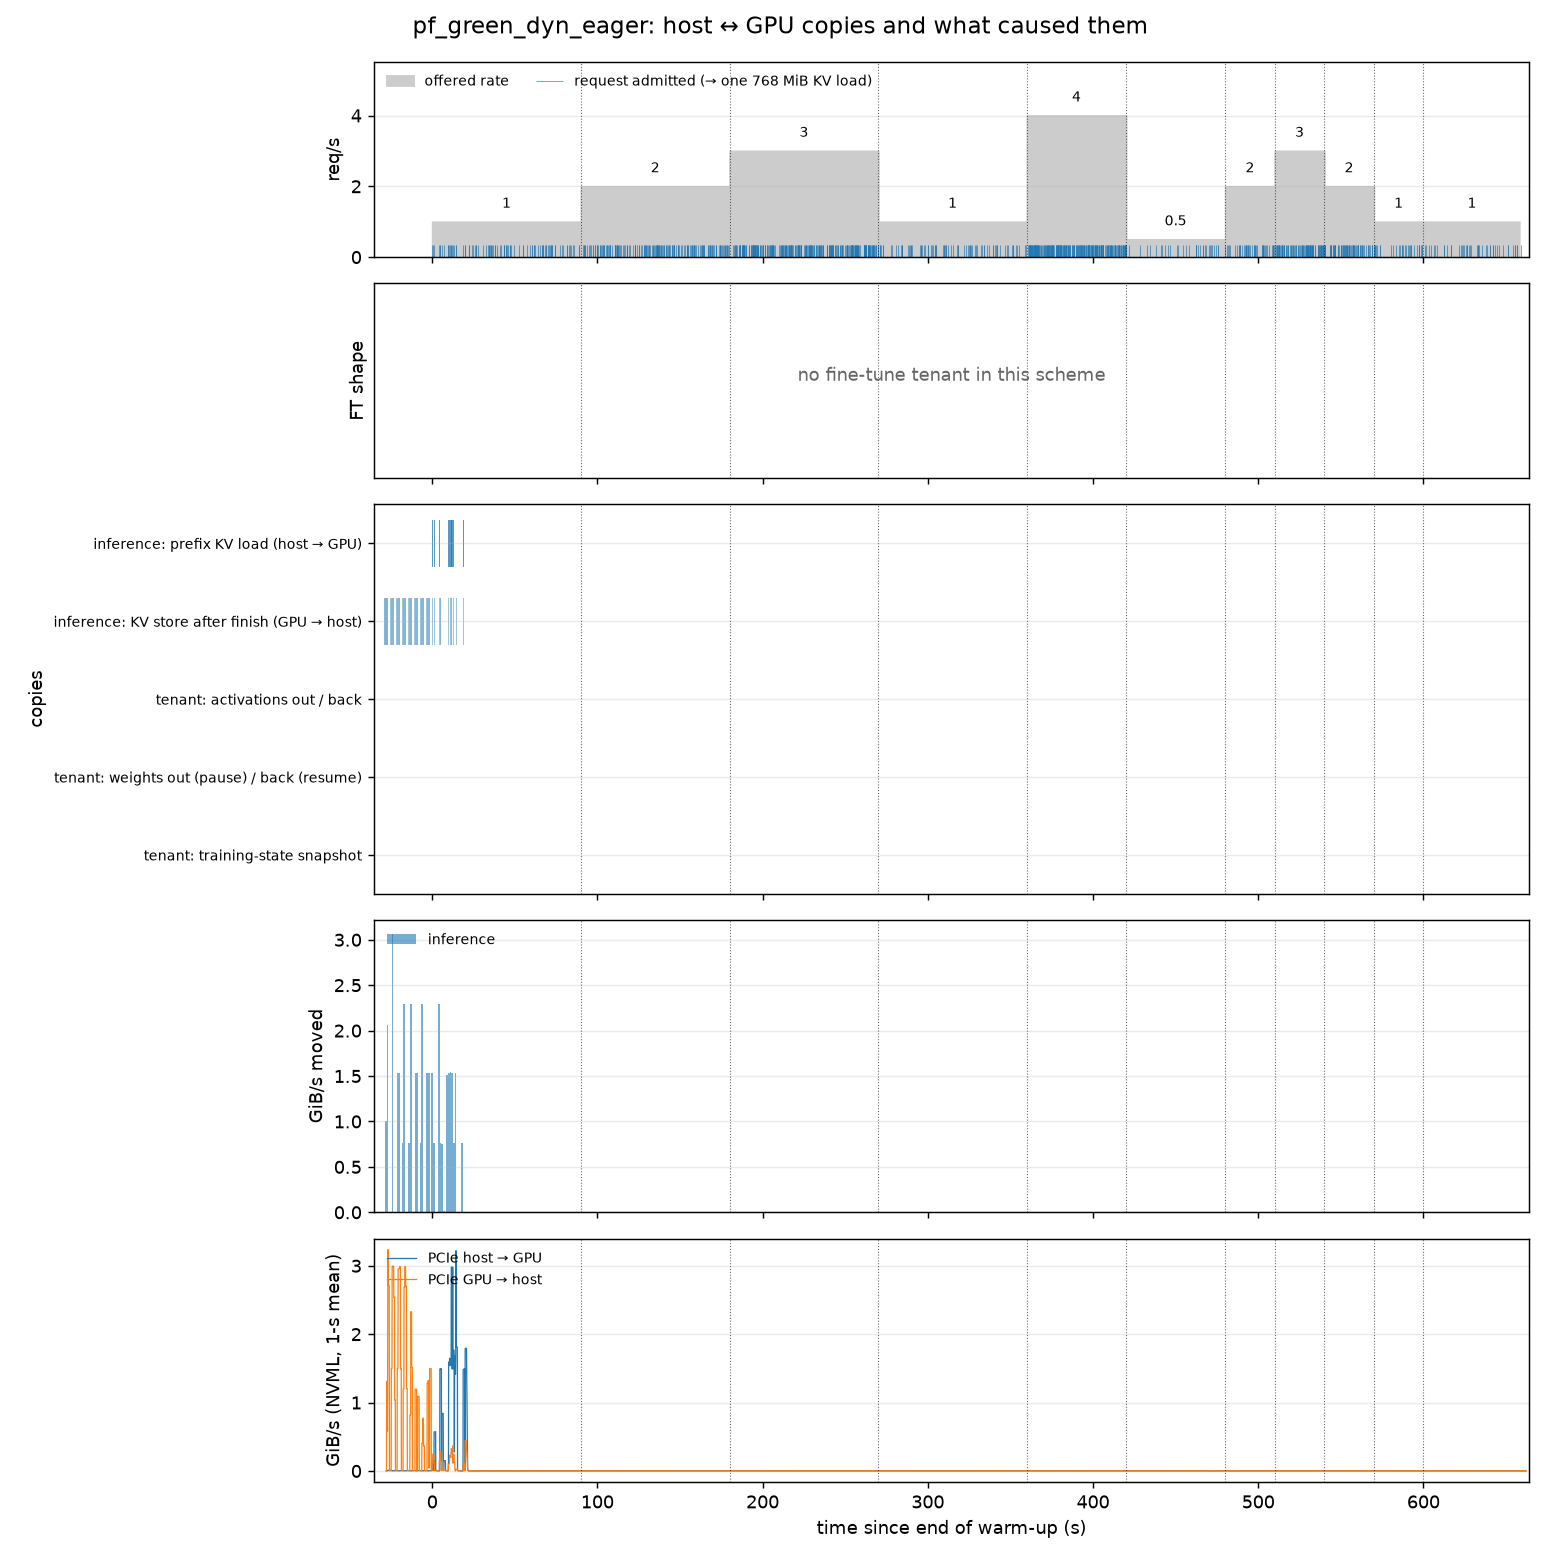 pf_green_dyn_eager: host ↔ GPU copies and what caused them
offered rate
request admitted (→ one 768 MiB KV load)
req/s
4
2
0
1
2
3
1
4
0.5
2
3
2
1
1
FT shape
no fine-tune tenant in this scheme
copies
inference: prefix KV load (host → GPU)
inference: KV store after finish (GPU → host)
tenant: activations out / back
tenant: weights out (pause) / back (resume)
tenant: training-state snapshot
GiB/s moved
3.0
2.5
2.0
1.5
1.0
0.5
0.0
inference
GiB/s (NVML, 1-s mean)
3
2
1
0
PCIe host → GPU
PCIe GPU → host
0 100 200 300 400 500 600
time since end of warm-up (s)